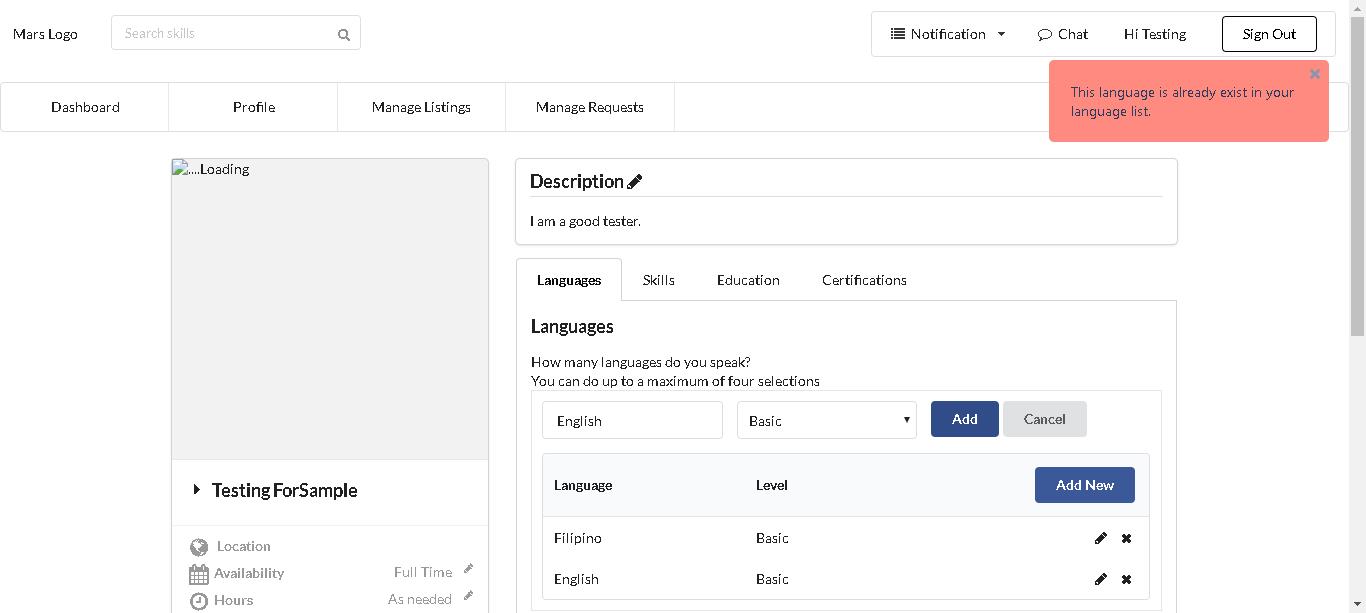 Mars Logo
Search skills
Notification
Chat
Hi Testing
Sign Out
This language is already exist in your
language list.
Dashboard
Profile
Manage Listings
Manage Requests
....Loading
Testing ForSample
Location
Availability
Full Time
Hours
As needed
Description
I am a good tester.
Languages
Skills
Education
Certifications
Languages
How many languages do you speak?
You can do up to a maximum of four selections
English
Basic
Add
Cancel
Language
Level
Add New
Filipino
Basic
English
Basic